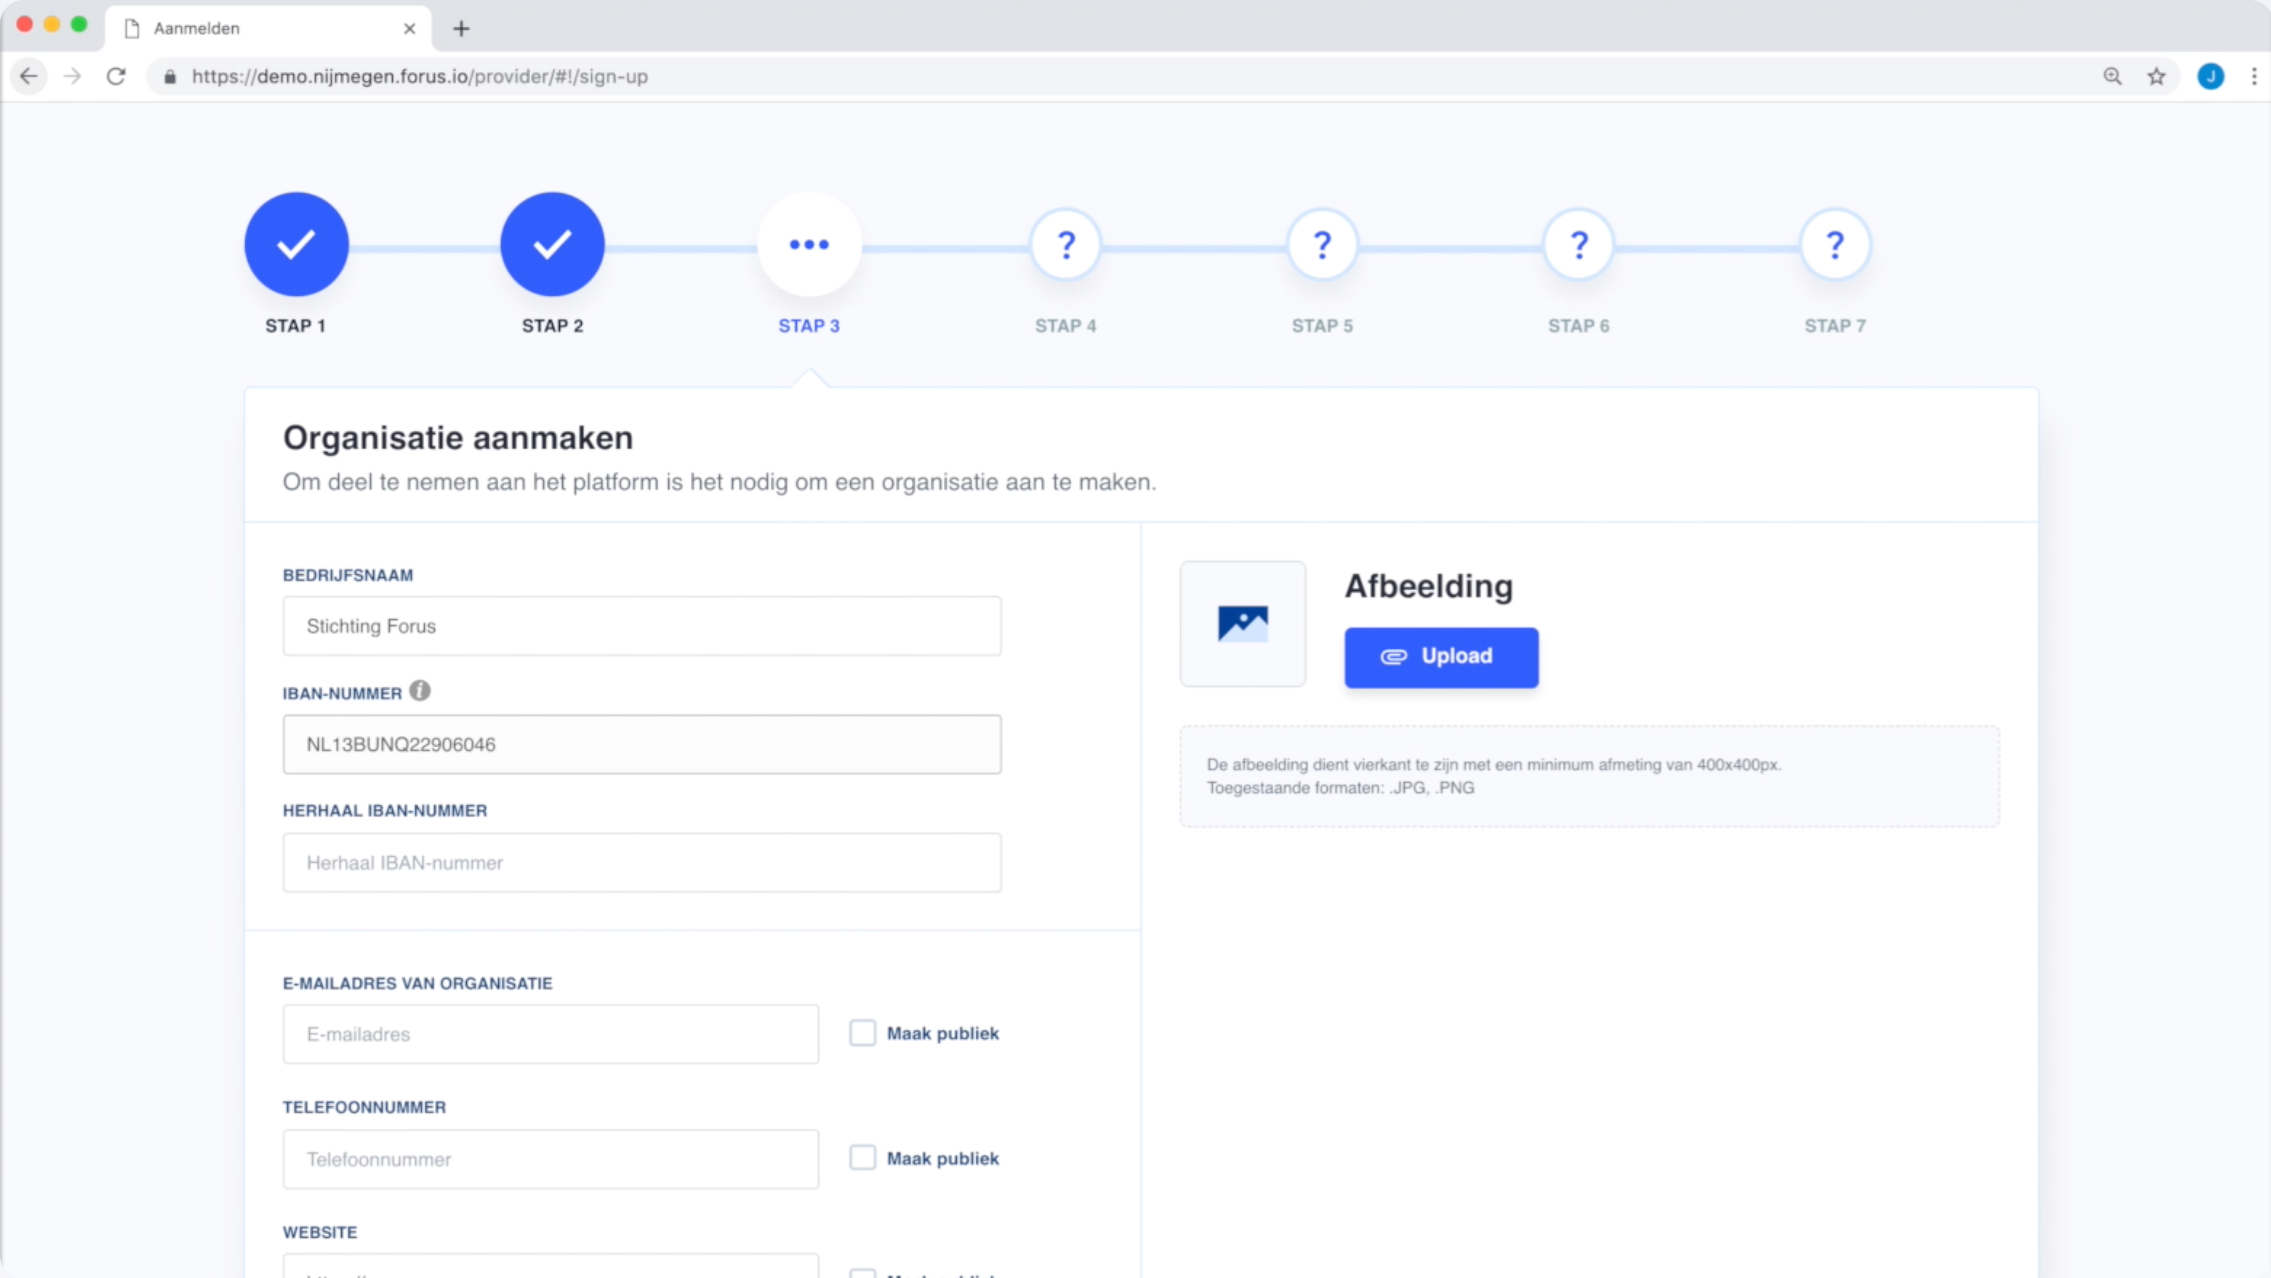 Aanmelden
https://demo.nijmegen.forus.io/provider/#!/sign-up
J
? ? ? ?
STAP 1 STAP 2 STAP 3 STAP 4 STAP 5 STAP 6 STAP 7
Organisatie aanmaken
Om deel te nemen aan het platform is het nodig om een organisatie aan te maken.
BEDRIJFSNAAM
Stichting Forus
IBAN-NUMMER i
NL13BUNQ22906046
HERHAAL IBAN-NUMMER
Herhaal IBAN-nummer
Afbeelding
Upload
De afbeelding dient vierkant te zijn met een minimum afmeting van 400x400px.
Toegestaande formaten: .JPG, .PNG
E-MAILADRES VAN ORGANISATIE
E-mailadres
Maak publiek
TELEFOONNUMMER
Telefoonnummer
Maak publiek
WEBSITE